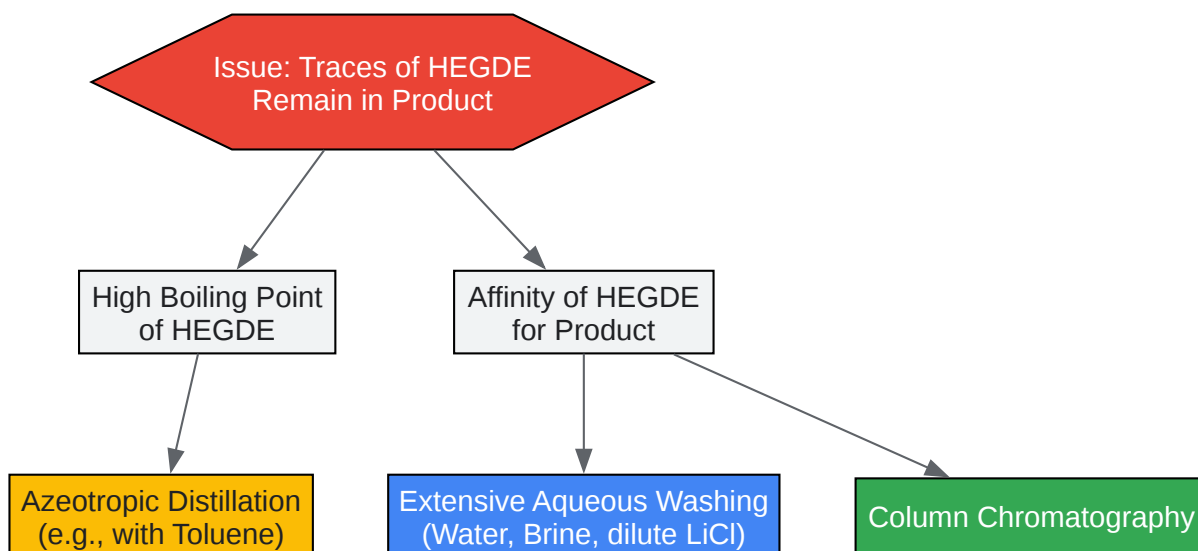 Issue: Traces of HEGDE
Remain in Product
High Boiling Point
of HEGDE
Affinity of HEGDE
for Product
Azeotropic Distillation
(e.g., with Toluene)
Extensive Aqueous Washing
(Water, Brine, dilute LiCl)
Column Chromatography